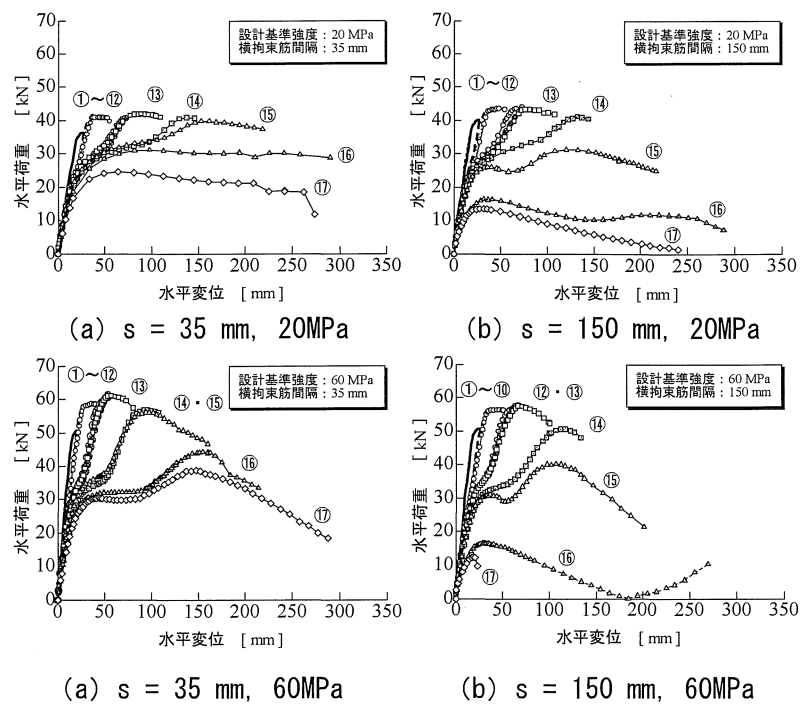 設計基準強度：20 MPa
横拘束筋間隔：35 mm
70
60
50
40
30
20
10
0
水平荷重 [ kN ]
①～⑫
⑬
⑭
⑮
⑯
⑰
0 50 100 150 200 250 300 350
水平変位 [ mm ]
(a) s = 35 mm, 20MPa
設計基準強度：20 MPa
横拘束筋間隔：150 mm
70
60
50
40
30
20
10
0
水平荷重 [ kN ]
①～⑫
⑬
⑭
⑮
⑯
⑰
0 50 100 150 200 250 300 350
水平変位 [ mm ]
(b) s = 150 mm, 20MPa
設計基準強度：60 MPa
横拘束筋間隔：35 mm
70
60
50
40
30
20
10
0
水平荷重 [ kN ]
①～⑫
⑬
⑭・⑮
⑯
⑰
0 50 100 150 200 250 300 350
水平変位 [ mm ]
(a) s = 35 mm, 60MPa
設計基準強度：60 MPa
横拘束筋間隔：150 mm
70
60
50
40
30
20
10
0
水平荷重 [ kN ]
①～⑩
⑫・⑬
⑭
⑮
⑯
⑰
0 50 100 150 200 250 300 350
水平変位 [ mm ]
(b) s = 150 mm, 60MPa